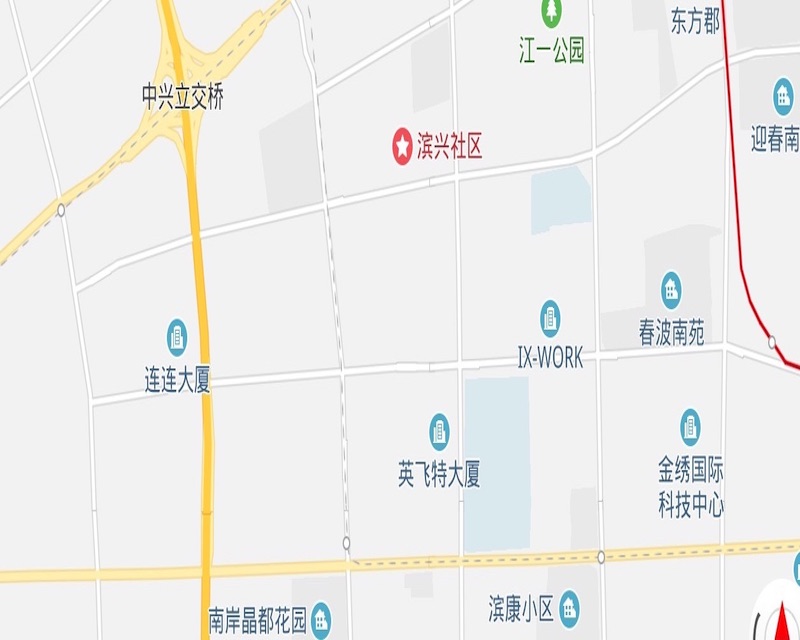 东方郡
江一公园
中兴立交桥
滨兴社区
迎春南
春波南苑
IX-WORK
连连大厦
英飞特大厦
金绣国际
科技中心
滨康小区
南岸晶都花园